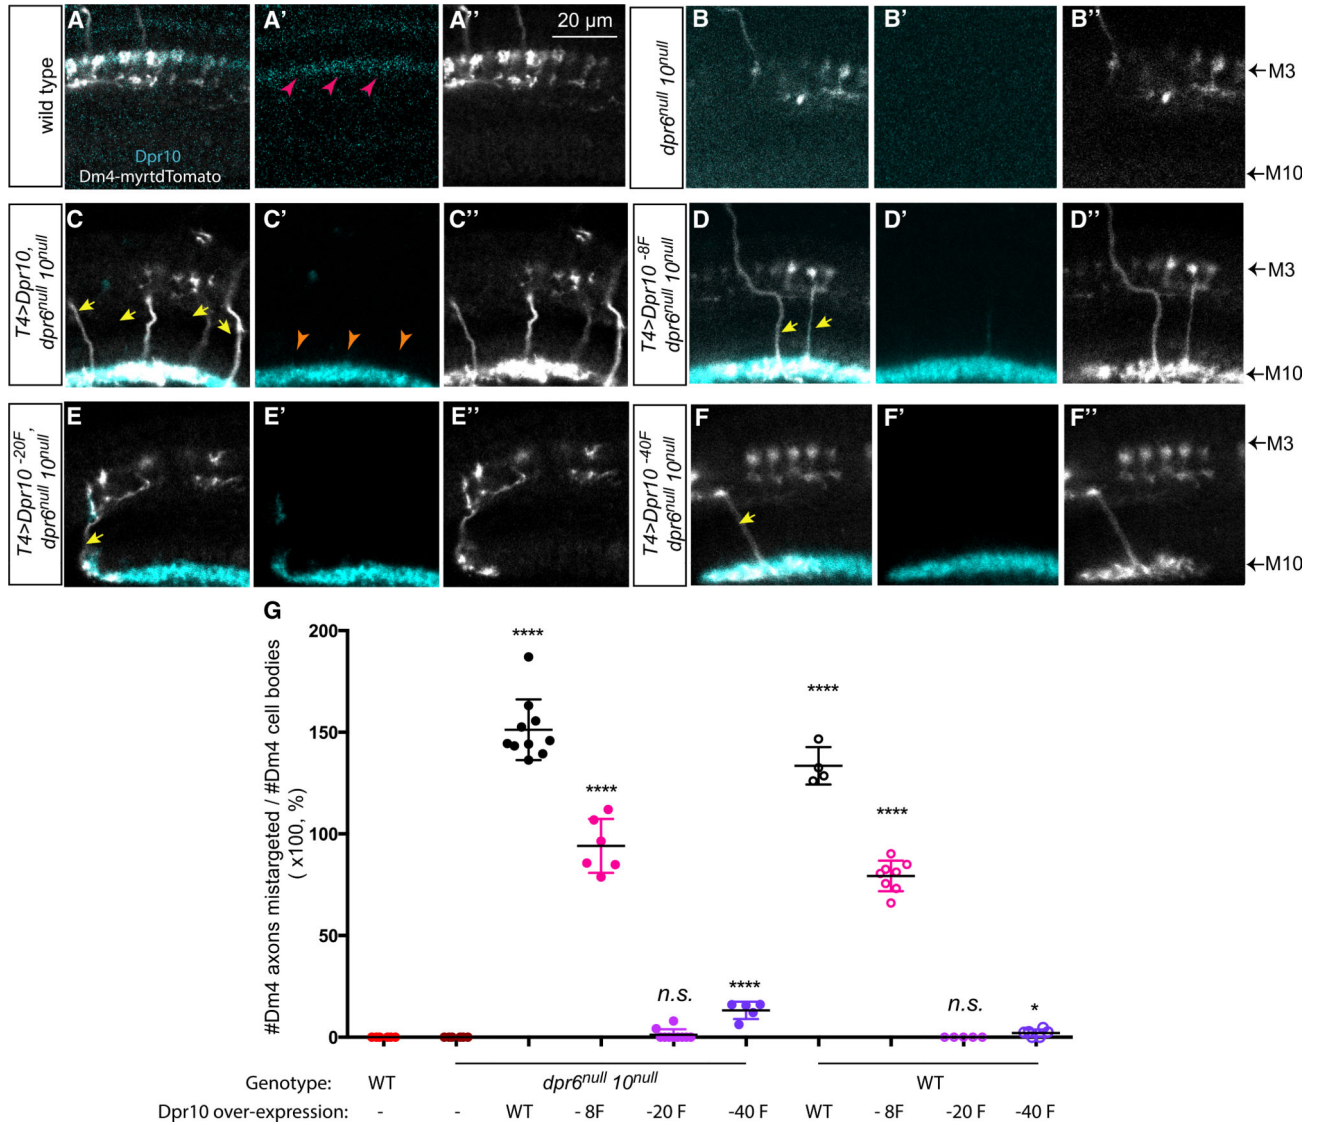 A
A’
A’’
20 µm
B
B’
B’’
wild type
Dpr10
Dm4-myrtdTomato
dpr6null 10null
←M3
←M10
C
C’
C’’
T4>Dpr10,
dpr6null 10null
D
D’
D’’
T4>Dpr10 -8F
dpr6null 10null
←M3
←M10
E
E’
E’’
T4>Dpr10 -20F,
dpr6null 10null
F
F’
F’’
T4>Dpr10 -40F
dpr6null 10null
←M3
←M10
G
#Dm4 axons mistargeted / #Dm4 cell bodies
( x100, %)
200
150
100
50
0
****
****
n.s.
****
****
****
n.s.
*
Genotype: WT dpr6null 10null WT
Dpr10 over-expression: - - WT - 8F -20 F -40 F WT - 8F -20 F -40 F